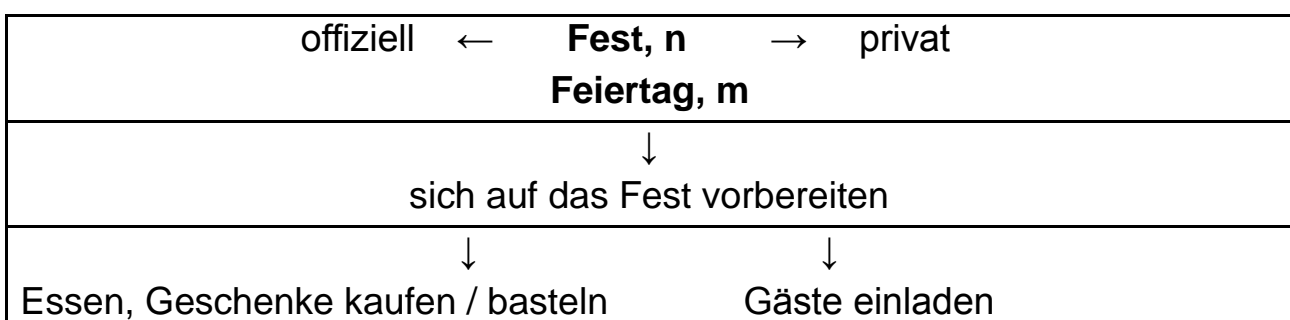 offiziell ← Fest, n → privat
Feiertag, m
↓
sich auf das Fest vorbereiten
↓ ↓
Essen, Geschenke kaufen / basteln Gäste einladen